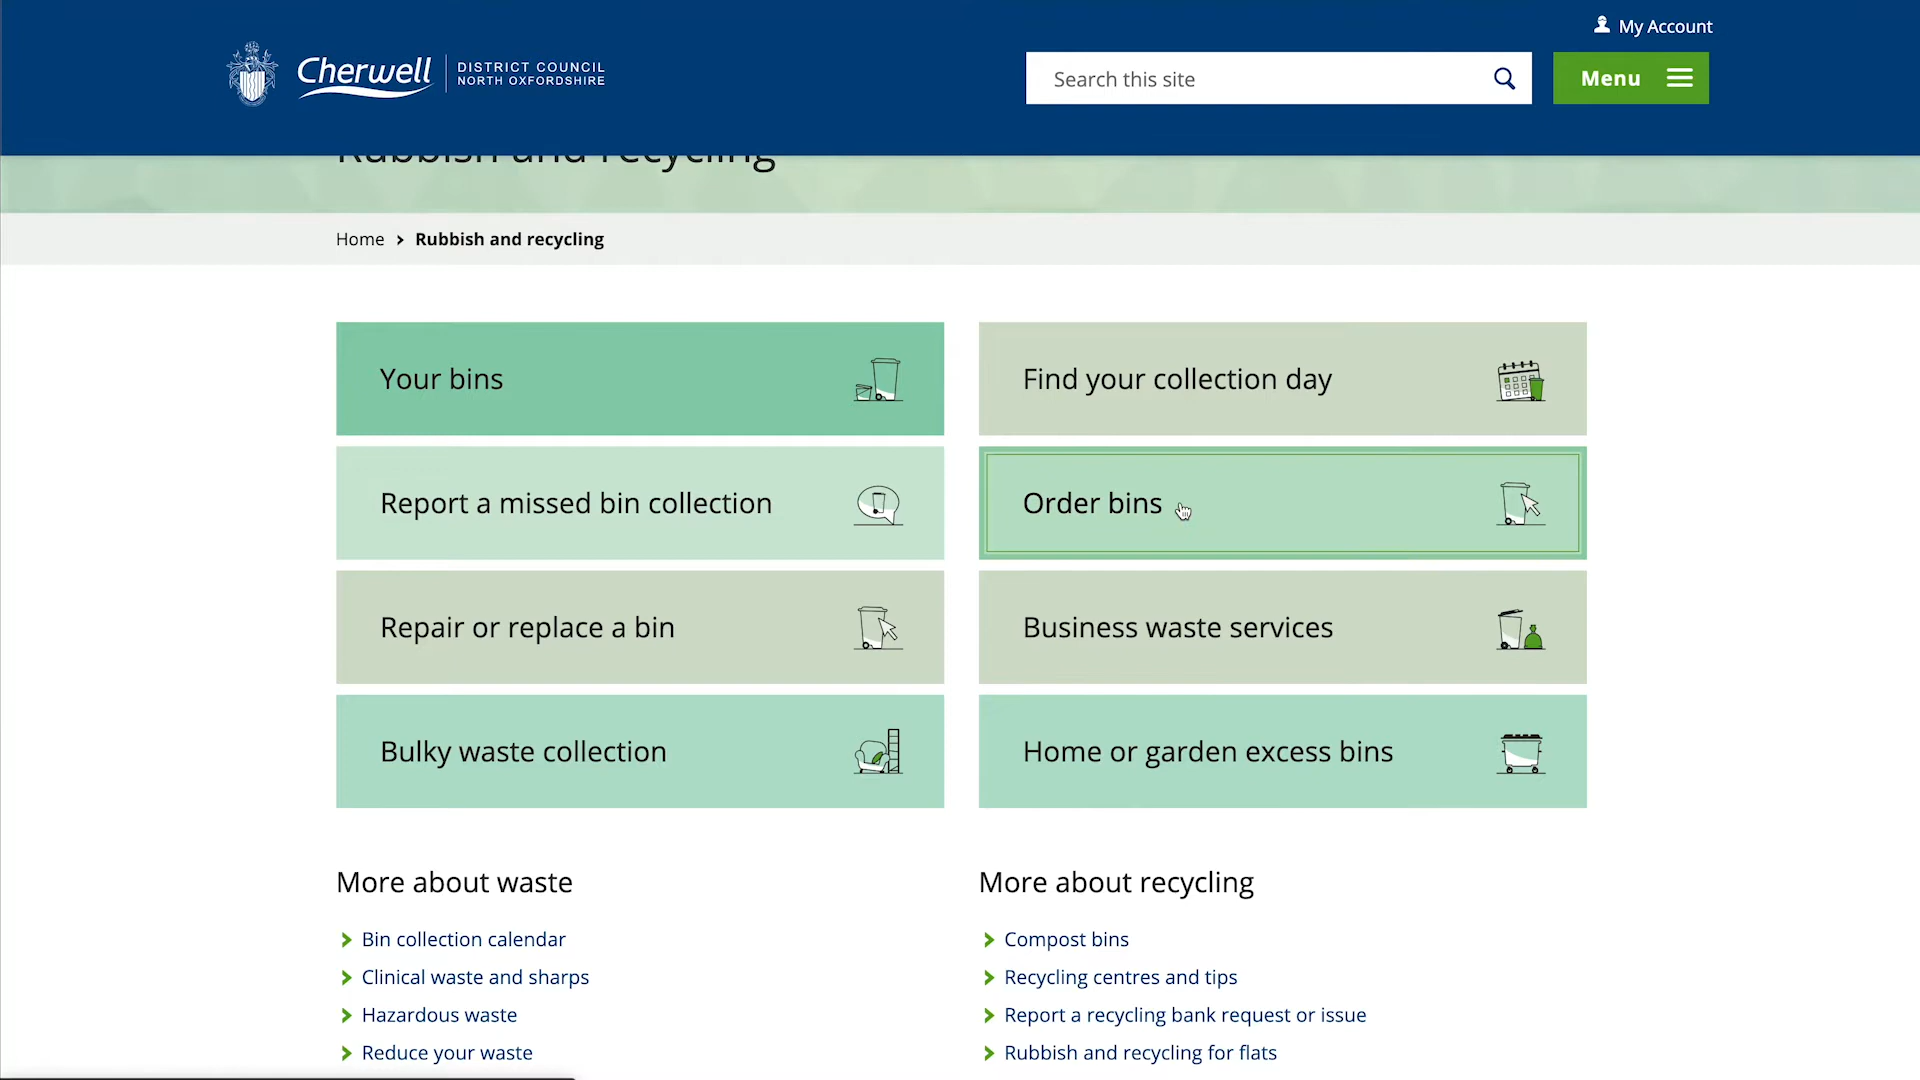 My Account
Cherwell
DISTRICT COUNCIL
NORTH OXFORDSHIRE
Search this site
Menu
Rubbish and recycling
Home > Rubbish and recycling
Your bins
Find your collection day
Report a missed bin collection
Order bins
Repair or replace a bin
Business waste services
Bulky waste collection
Home or garden excess bins
More about waste
Bin collection calendar
Clinical waste and sharps
Hazardous waste
Reduce your waste
More about recycling
Compost bins
Recycling centres and tips
Report a recycling bank request or issue
Rubbish and recycling for flats